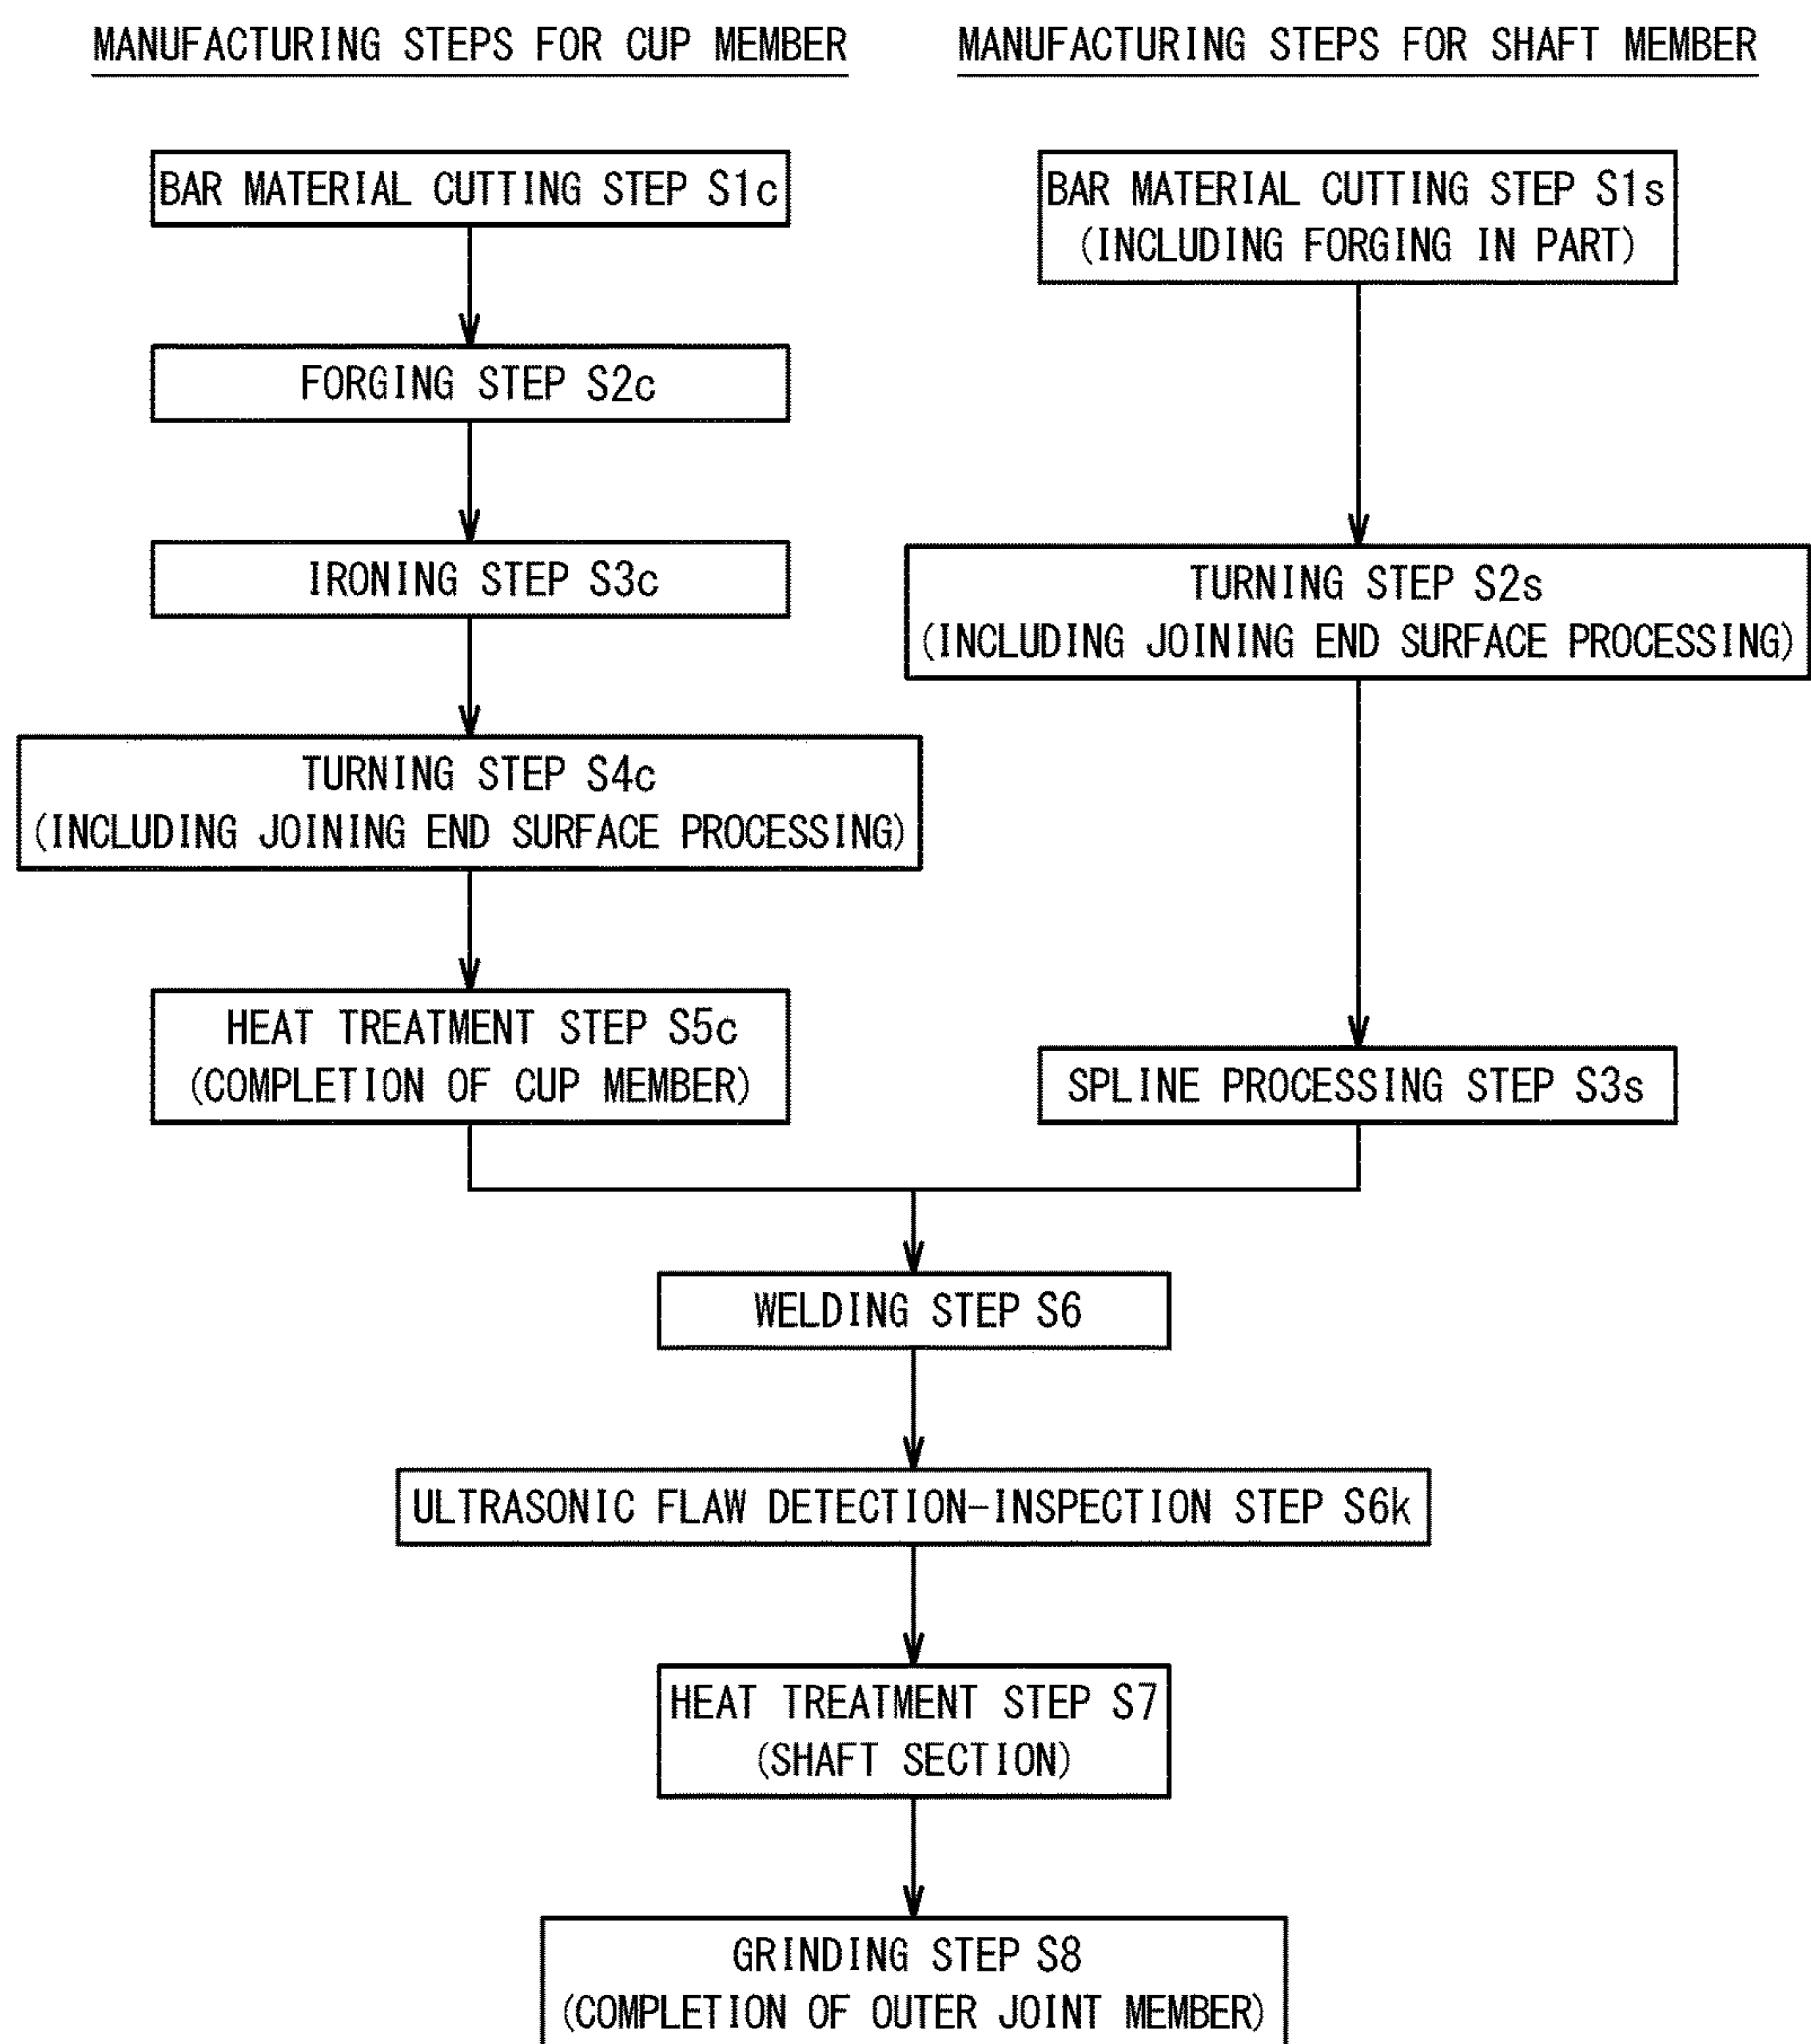 MANUFACTURING STEPS FOR CUP MEMBER
MANUFACTURING STEPS FOR SHAFT MEMBER
BAR MATERIAL CUTTING STEP S1c
BAR MATERIAL CUTTING STEP S1s
(INCLUDING FORGING IN PART)
FORGING STEP S2c
IRONING STEP S3c
TURNING STEP S2s
(INCLUDING JOINING END SURFACE PROCESSING)
TURNING STEP S4c
(INCLUDING JOINING END SURFACE PROCESSING)
HEAT TREATMENT STEP S5c
(COMPLETION OF CUP MEMBER)
SPLINE PROCESSING STEP S3s
WELDING STEP S6
ULTRASONIC FLAW DETECTION-INSPECTION STEP S6k
HEAT TREATMENT STEP S7
(SHAFT SECTION)
GRINDING STEP S8
(COMPLETION OF OUTER JOINT MEMBER)